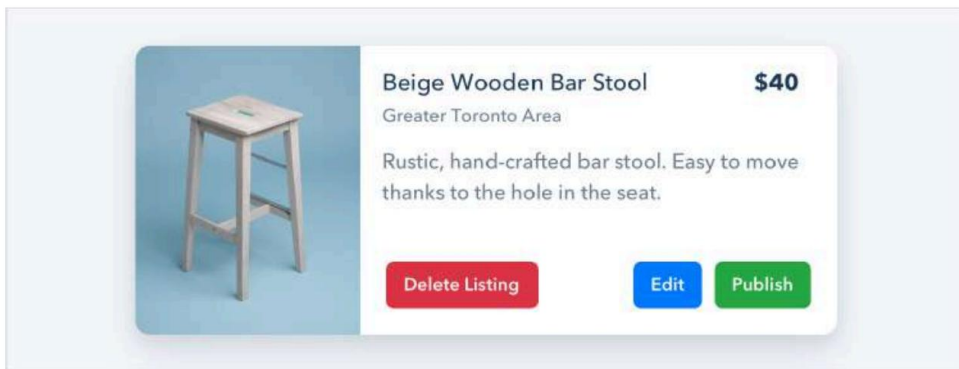 Beige Wooden Bar Stool $40
Greater Toronto Area
Rustic, hand-crafted bar stool. Easy to move
thanks to the hole in the seat.
Delete Listing Edit Publish